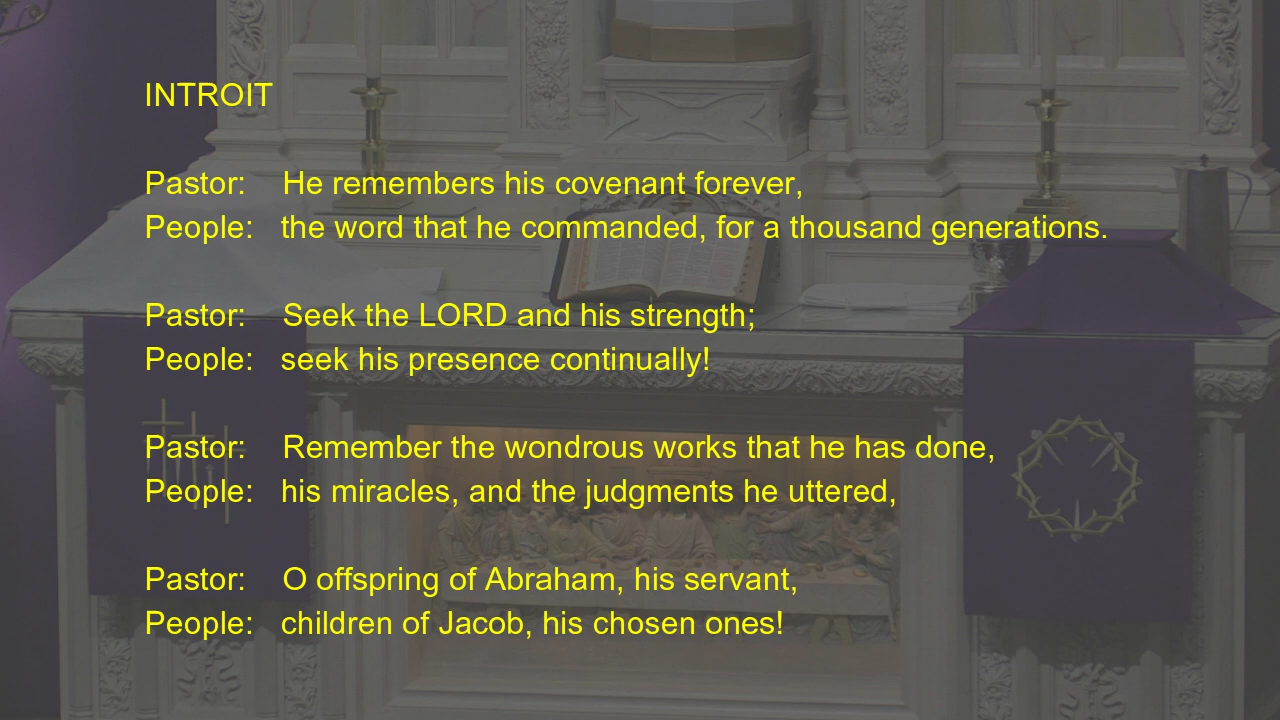 INTROIT
Pastor: He remembers his covenant forever,
People: the word that he commanded, for a thousand generations.
Pastor: Seek the LORD and his strength;
People: seek his presence continually!
Pastor: Remember the wondrous works that he has done,
People: his miracles, and the judgments he uttered,
Pastor: O offspring of Abraham, his servant,
People: children of Jacob, his chosen ones!